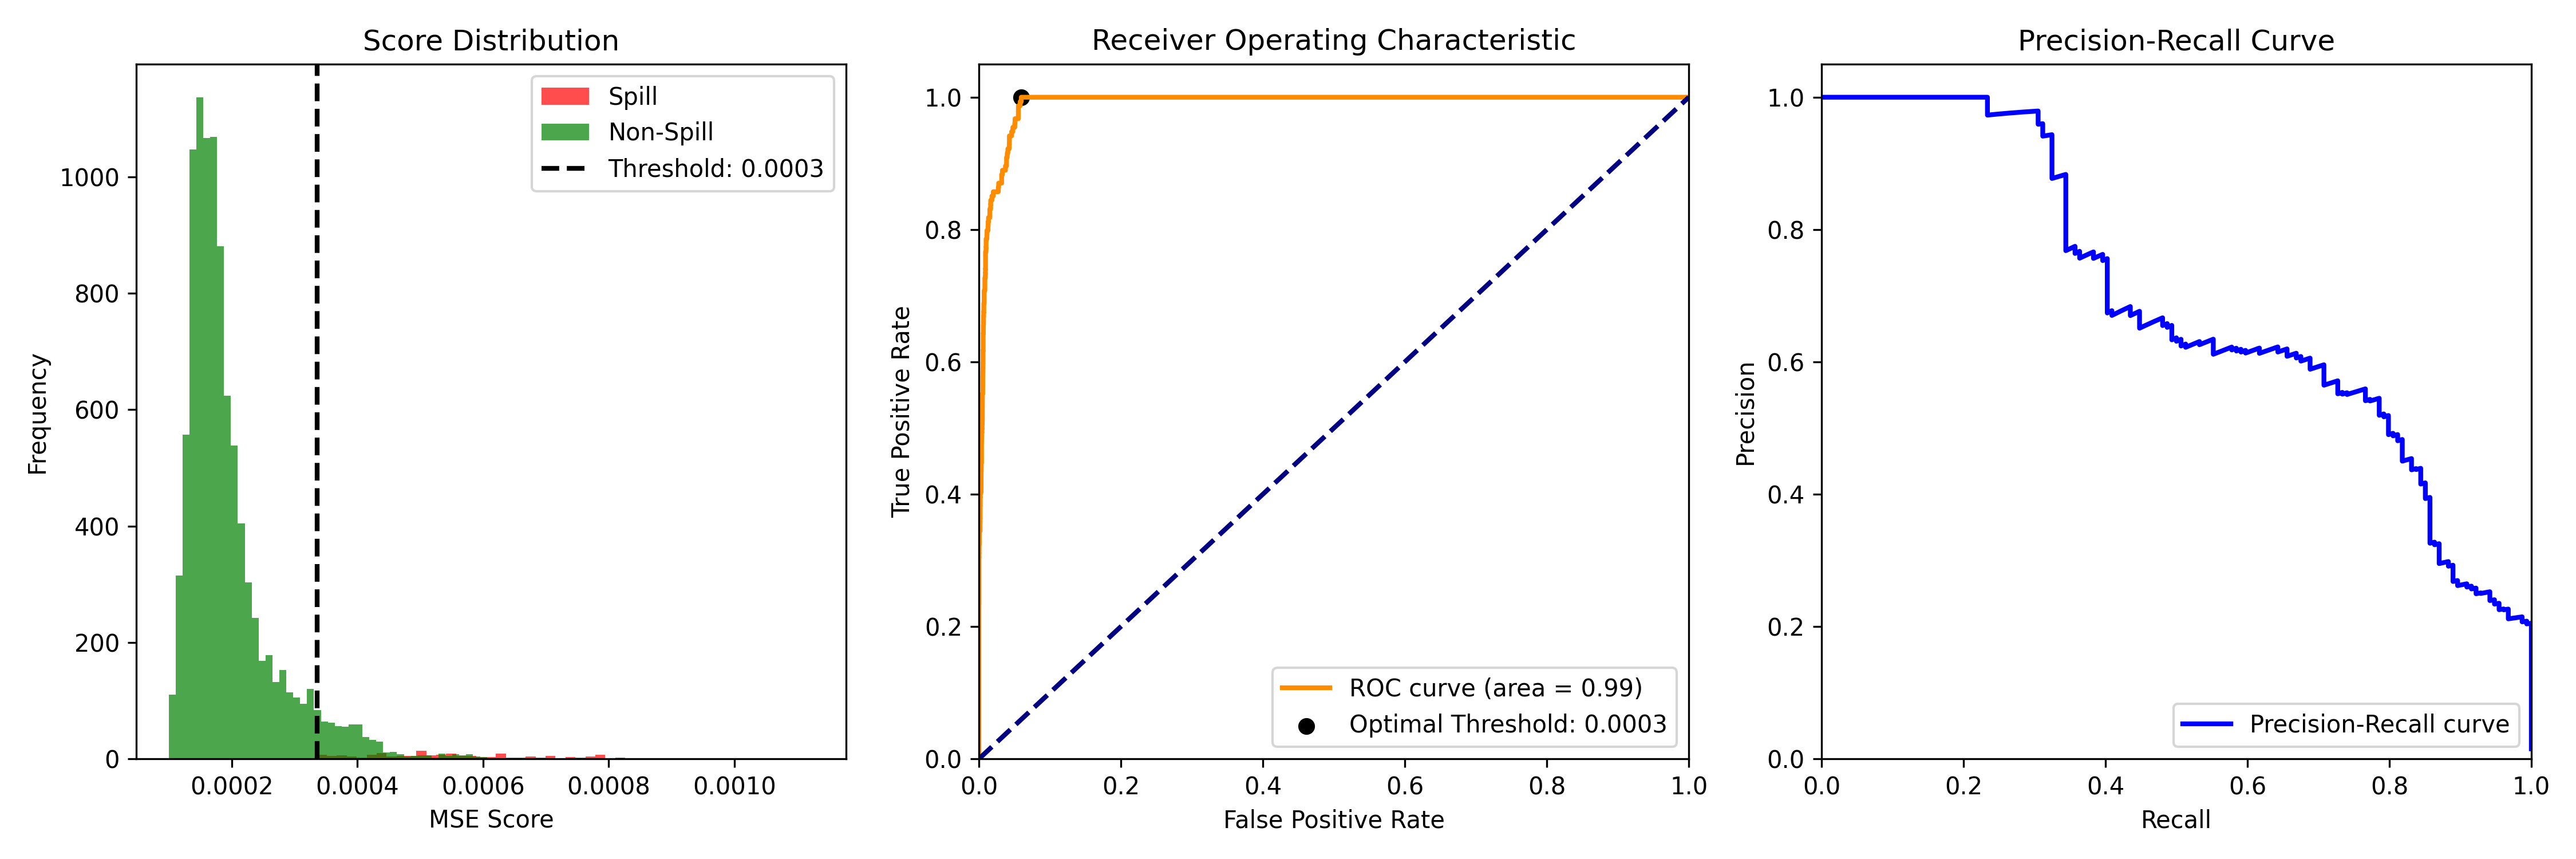 Score Distribution
Frequency
1000
800
600
400
200
0
Spill
Non-Spill
Threshold: 0.0003
0.0002
0.0004
0.0006
0.0008
0.0010
MSE Score
Receiver Operating Characteristic
True Positive Rate
1.0
0.8
0.6
0.4
0.2
0.0
ROC curve (area = 0.99)
Optimal Threshold: 0.0003
0.0
0.2
0.4
0.6
0.8
1.0
False Positive Rate
Precision-Recall Curve
Precision
1.0
0.8
0.6
0.4
0.2
0.0
Precision-Recall curve
0.0
0.2
0.4
0.6
0.8
1.0
Recall